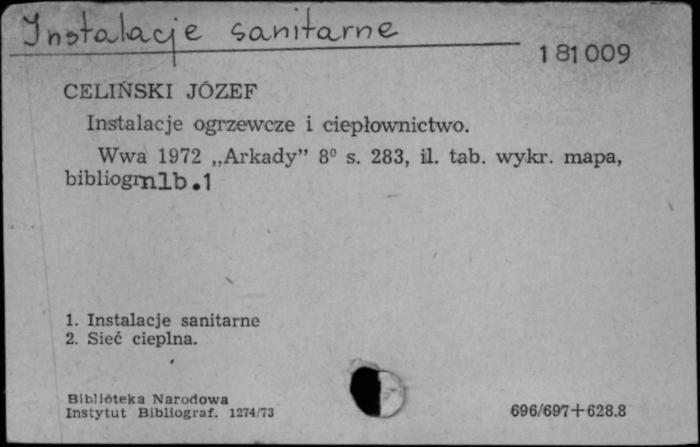 Instalacje sanitarne
181009
CELIŃSKI JÓZEF
Instalacje ogrzewcze i ciepłownictwo.
Wwa 1972 „Arkady” 8⁰ s. 283, il. tab. wykr. mapa,
bibliogr nlb.1
1. Instalacje sanitarne
2. Sieć cieplna.
Biblioteka Narodowa
Instytut Bibliograf. 1274/73
696/697+628.8